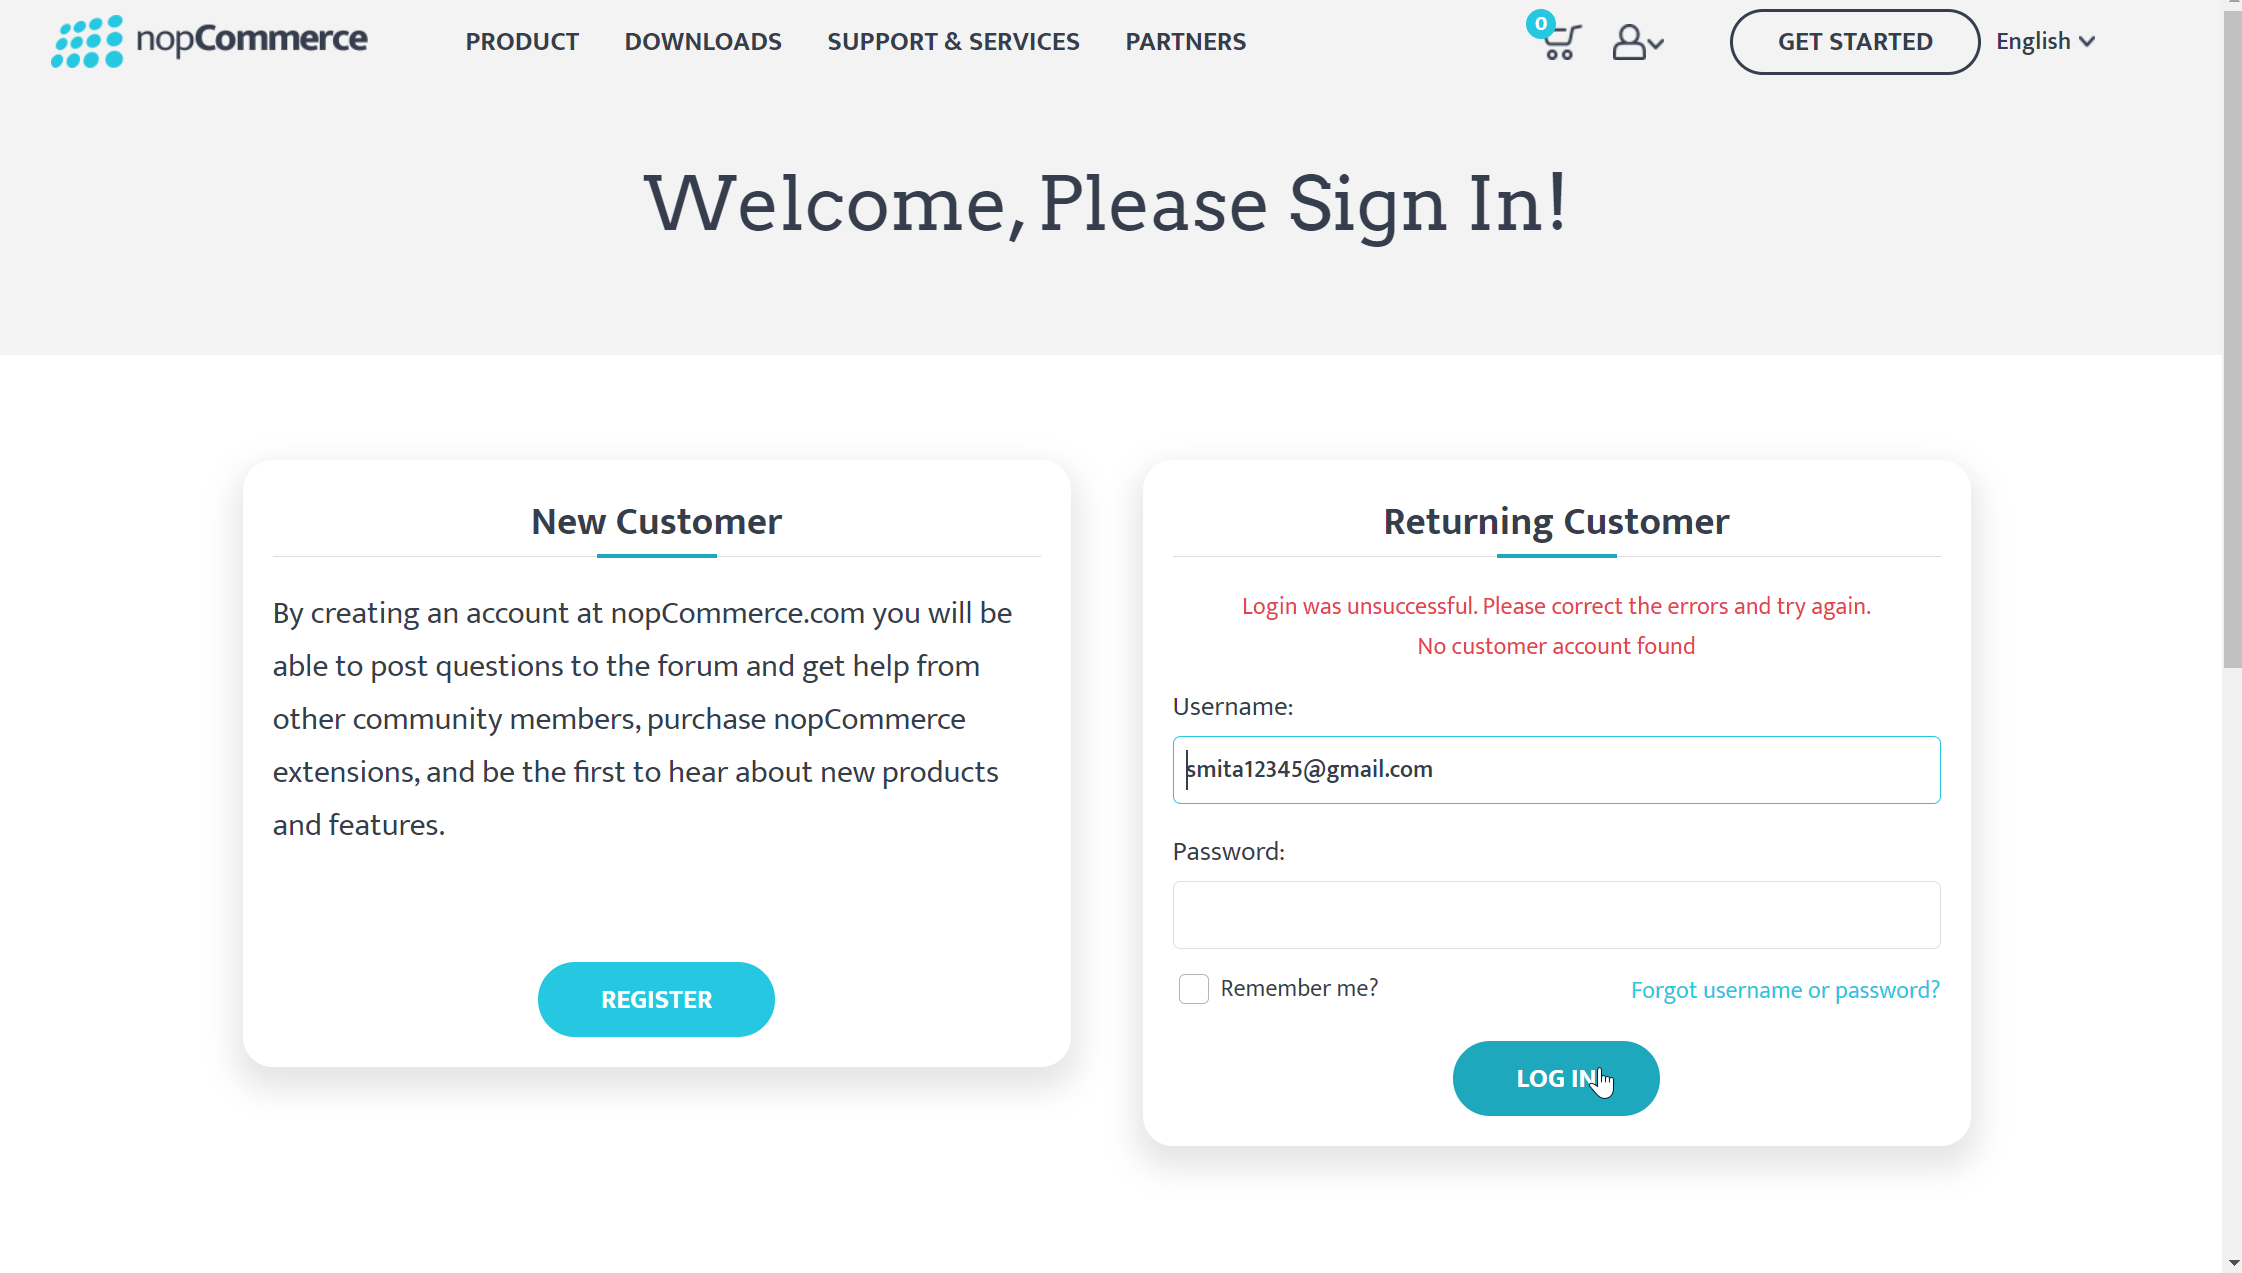 nopCommerce
PRODUCT
DOWNLOADS
SUPPORT & SERVICES
PARTNERS
0
GET STARTED
English
Welcome, Please Sign In!
New Customer
By creating an account at nopCommerce.com you will be
able to post questions to the forum and get help from
other community members, purchase nopCommerce
extensions, and be the first to hear about new products
and features.
REGISTER
Returning Customer
Login was unsuccessful. Please correct the errors and try again.
No customer account found
Username:
smita12345@gmail.com
Password:
Remember me?
Forgot username or password?
LOG IN